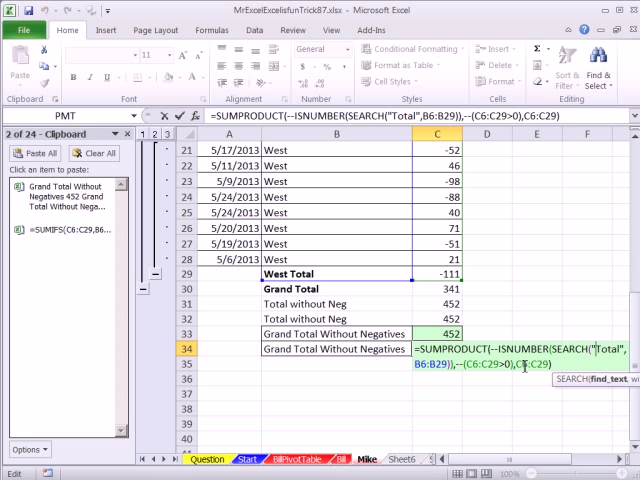 MrExcelExcelisfunTrick87.xlsx - Microsoft Excel
File Home Insert Page Layout Formulas Data Review View Add-Ins
Paste
11
General
Conditional Formatting
Format as Table
Cell Styles
Insert
Delete
Format
Sort & Filter
Find & Select
Clipboard Font Alignment Number Styles Cells Editing
PMT =SUMPRODUCT(--ISNUMBER(SEARCH("Total",B6:B29)),--(C6:C29>0),C6:C29)
2 of 24 - Clipboard
Paste All Clear All
Click an item to paste:
Grand Total Without
Negatives 452 Grand
Total Without Nega...
=SUMIFS(C6:C29,B6...
Options
1 2 3
A B C D E F
21 5/17/2013 West -52
22 5/11/2013 West 46
23 5/9/2013 West -98
24 5/24/2013 West -88
25 5/24/2013 West 40
26 5/20/2013 West 71
27 5/19/2013 West -51
28 5/6/2013 West 21
29 West Total -111
30 Grand Total 341
31 Total without Neg 452
32 Total without Neg 452
33 Grand Total Without Negatives 452
34 Grand Total Without Negatives =SUMPRODUCT(--ISNUMBER(SEARCH("Total",
35 B6:B29)),--(C6:C29>0),C6:C29)
SEARCH(find_text, wi
36
37
38
39
40
Question Start BillPivotTable Bill Mike Sheet6
Edit 100%